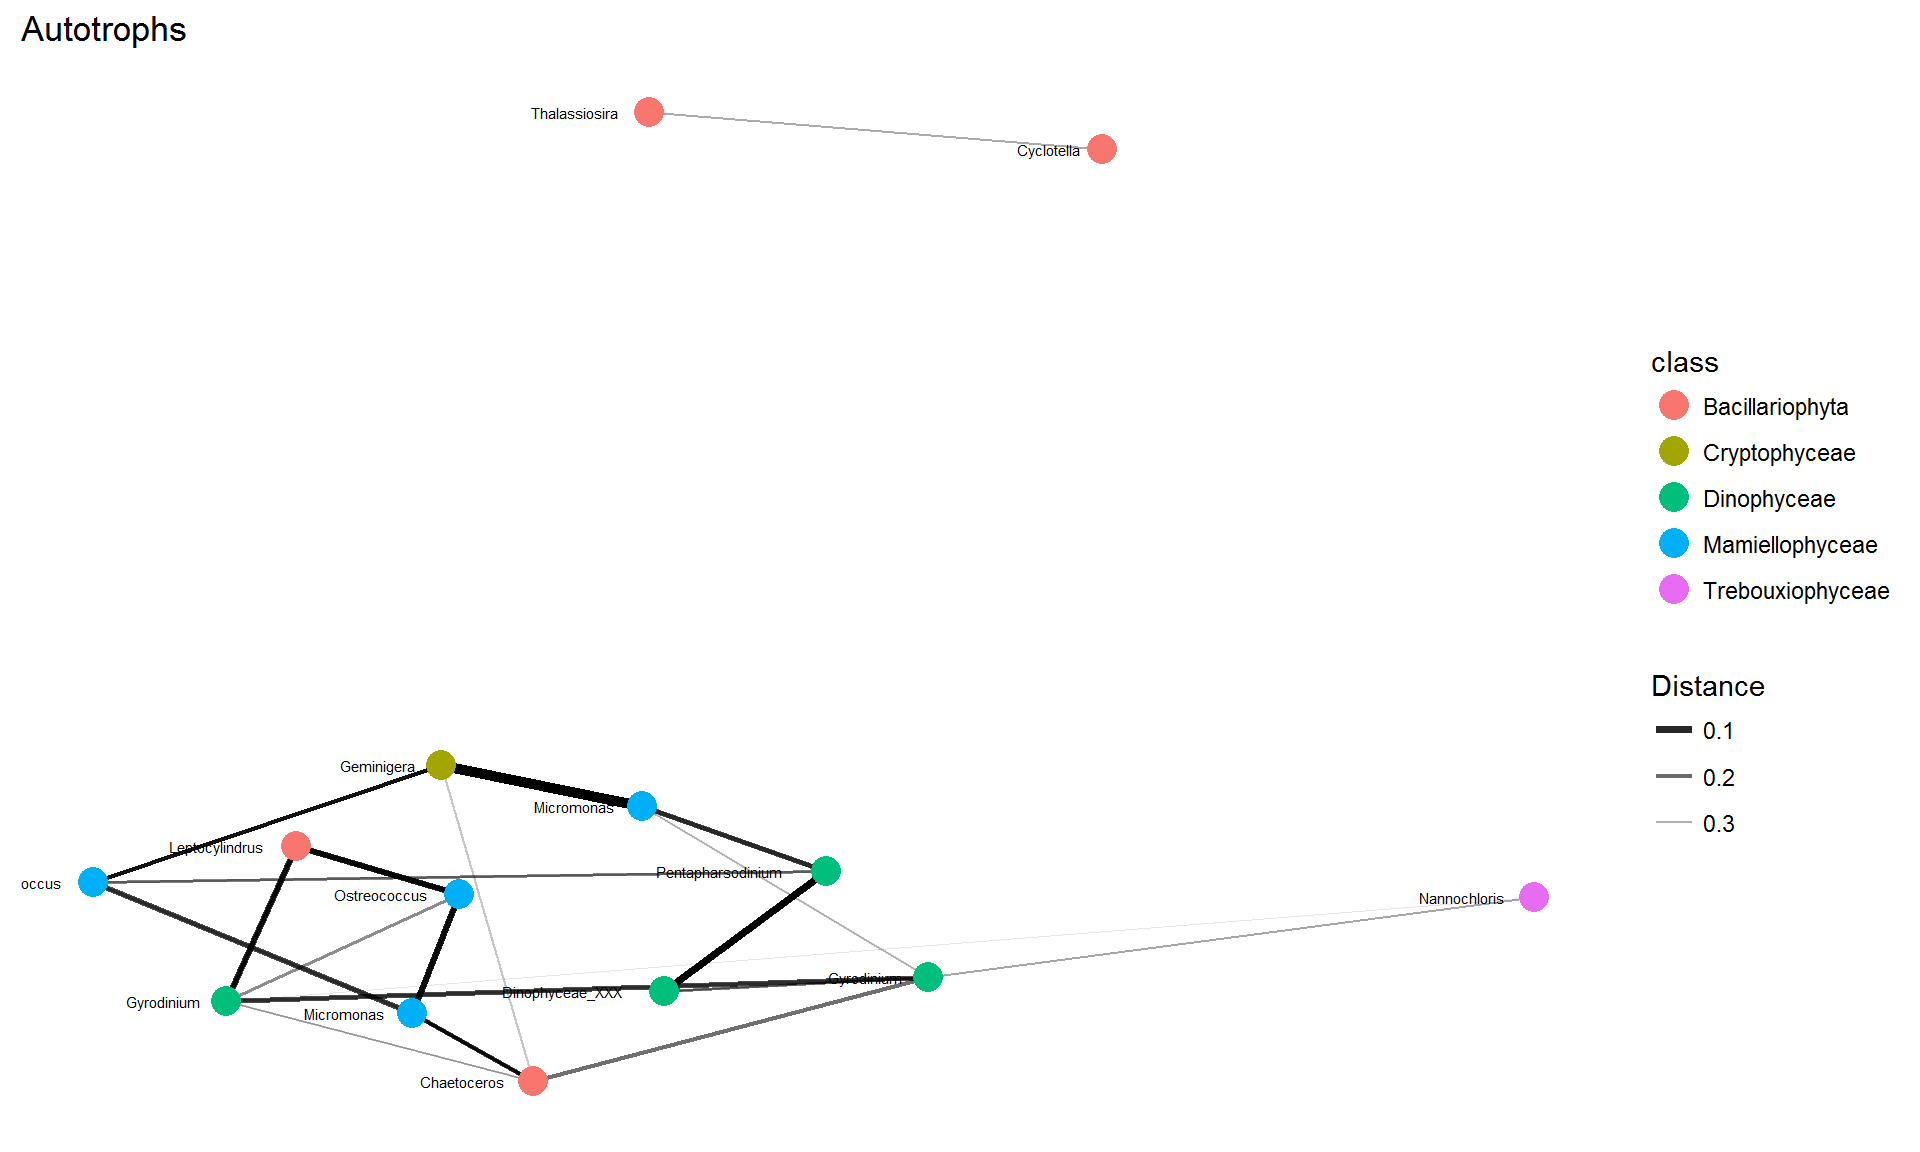 Autotrophs
Thalassiosira
Cyclotella
class
Bacillariophyta
Cryptophyceae
Dinophyceae
Mamiellophyceae
Trebouxiophyceae
Distance
0.1
0.2
0.3
Geminigera
Micromonas
Leptocylindrus
Pentapharsodinium
occus
Ostreococcus
Nannochloris
Gyrodinium
Dinophyceae_XXX
Gyrodinium
Micromonas
Chaetoceros